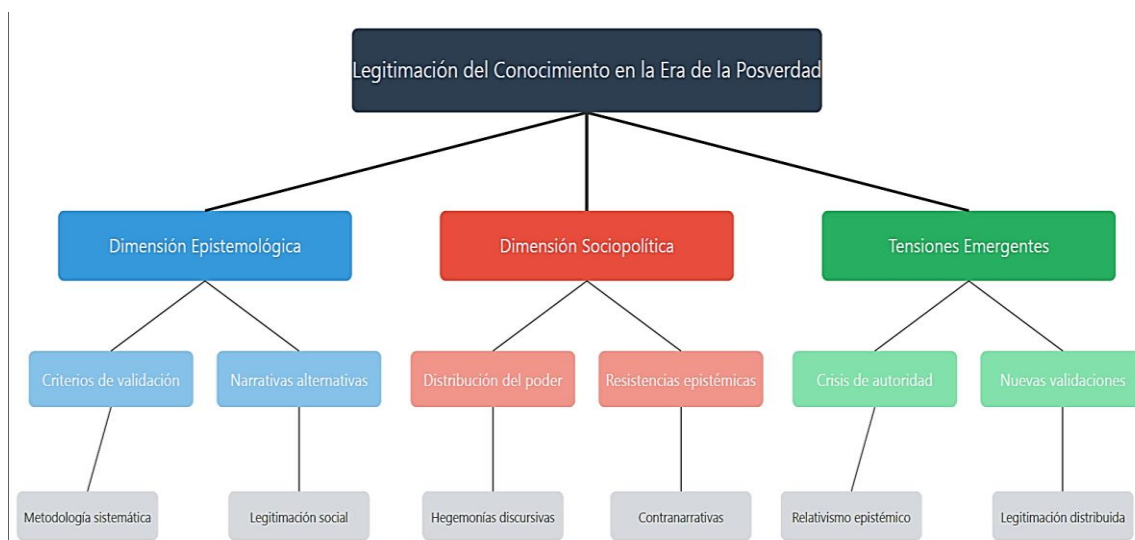 Legitimación del Conocimiento en la Era de la Posverdad
Dimensión Epistemológica
Dimensión Sociopolítica
Tensiones Emergentes
Criterios de validación
Narrativas alternativas
Distribución del poder
Resistencias epistémicas
Crisis de autoridad
Nuevas validaciones
Metodología sistemática
Legitimación social
Hegemonías discursivas
Contranarrativas
Relativismo epistémico
Legitimación distribuida